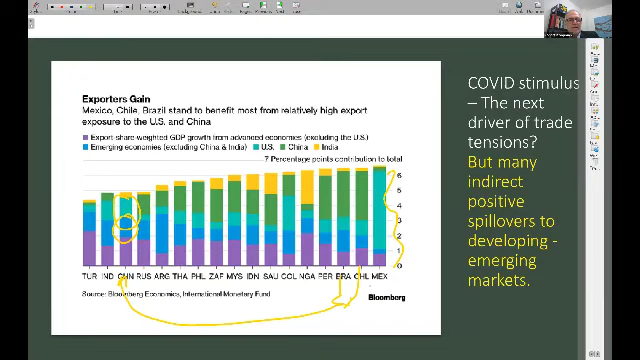 Exporters Gain
Mexico, Chile, Brazil stand to benefit most from relatively high export
exposure to the U.S. and China
Export-share-weighted GDP growth from advanced economies (excluding the U.S.)
Emerging economies (excluding China & India) U.S. China India
7 Percentage points contribution to total
6
5
4
3
2
1
0
TUR IND CHN RUS ARG THA PHL ZAF MYS IDN SAU COL NGA PER BRA CHL MEX
Source: Bloomberg Economics, International Monetary Fund
Bloomberg
COVID stimulus
– The next
driver of trade
tensions?
But many
indirect
positive
spillovers to
developing -
emerging
markets.